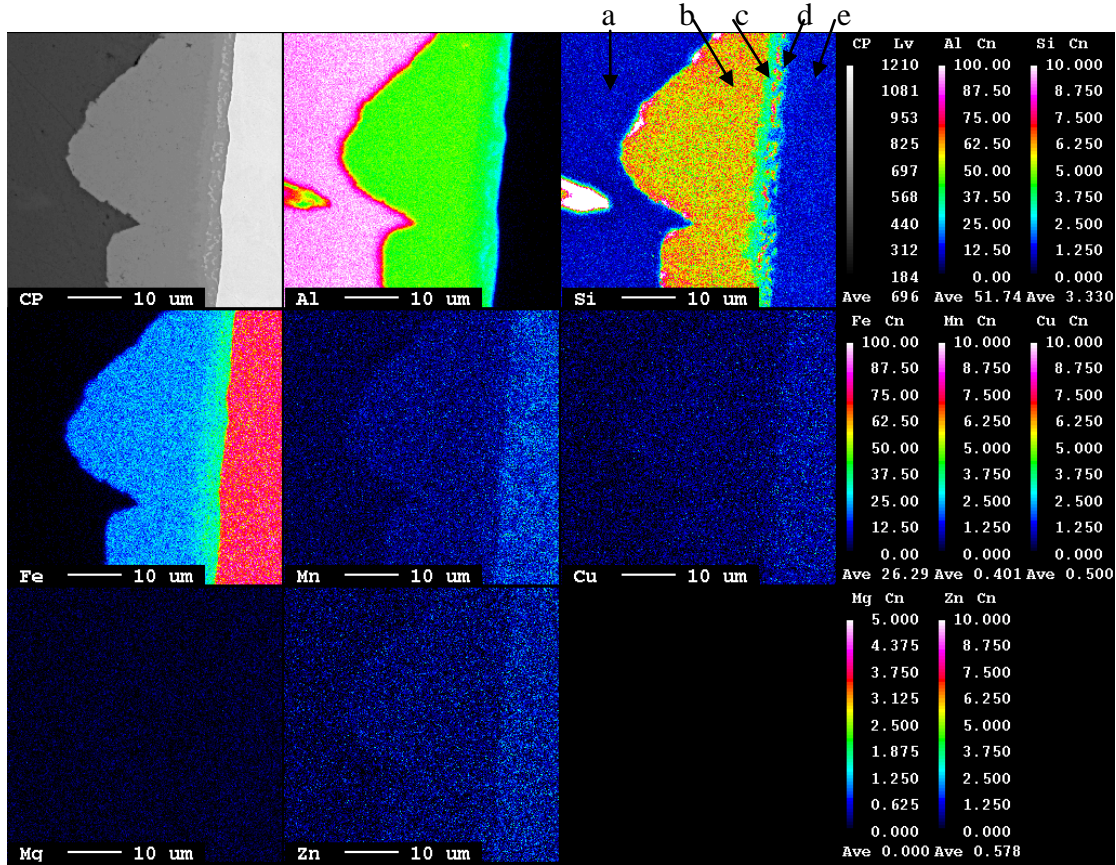 a b c d e
CP Lv Al Cn Si Cn
1210 100.00 10.000
1081 87.50 8.750
953 75.00 7.500
825 62.50 6.250
697 50.00 5.000
568 37.50 3.750
440 25.00 2.500
312 12.50 1.250
184 0.00 0.000
Ave 696 Ave 51.74 Ave 3.330
CP 10 um Al 10 um Si 10 um
Fe Cn Mn Cn Cu Cn
100.00 10.000 10.000
87.50 8.750 8.750
75.00 7.500 7.500
62.50 6.250 6.250
50.00 5.000 5.000
37.50 3.750 3.750
25.00 2.500 2.500
12.50 1.250 1.250
0.00 0.000 0.000
Ave 26.29 Ave 0.401 Ave 0.500
Fe 10 um Mn 10 um Cu 10 um
Mg Cn Zn Cn
5.000 10.000
4.375 8.750
3.750 7.500
3.125 6.250
2.500 5.000
1.875 3.750
1.250 2.500
0.625 1.250
0.000 0.000
Ave 0.000 Ave 0.578
Mg 10 um Zn 10 um